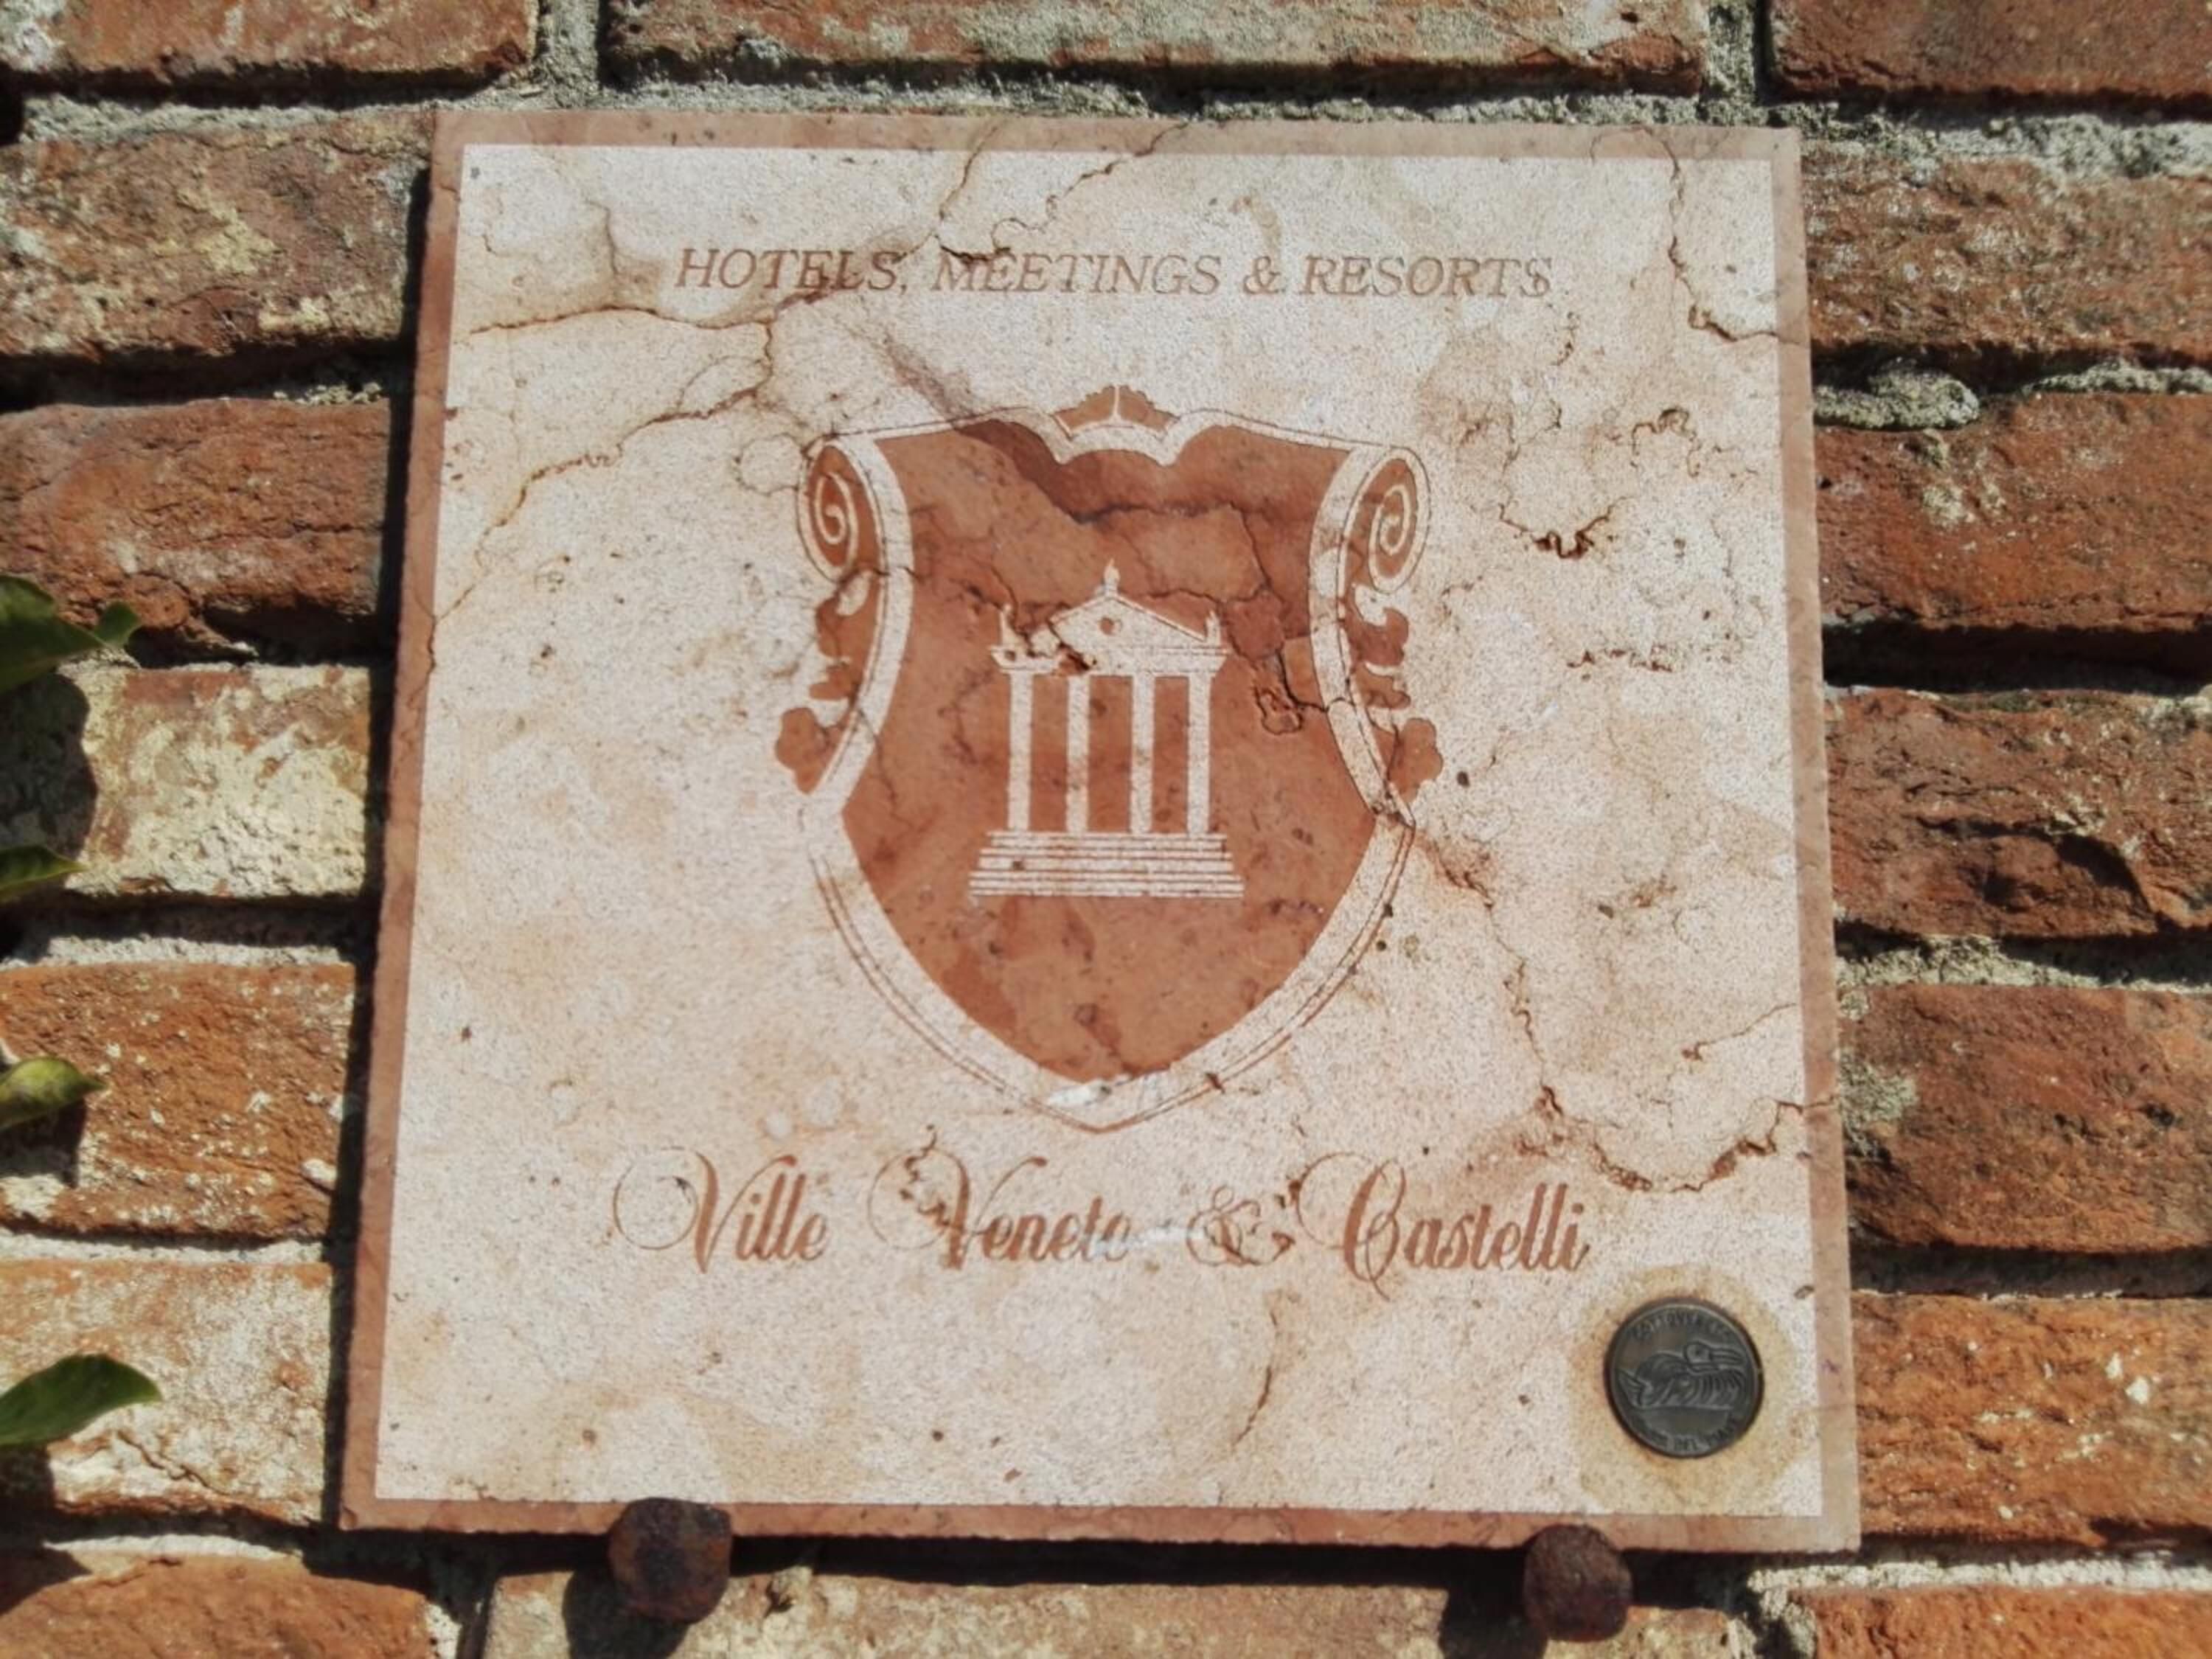 HOTELS, MEETINGS & RESORTS
Ville Venete & Castelli